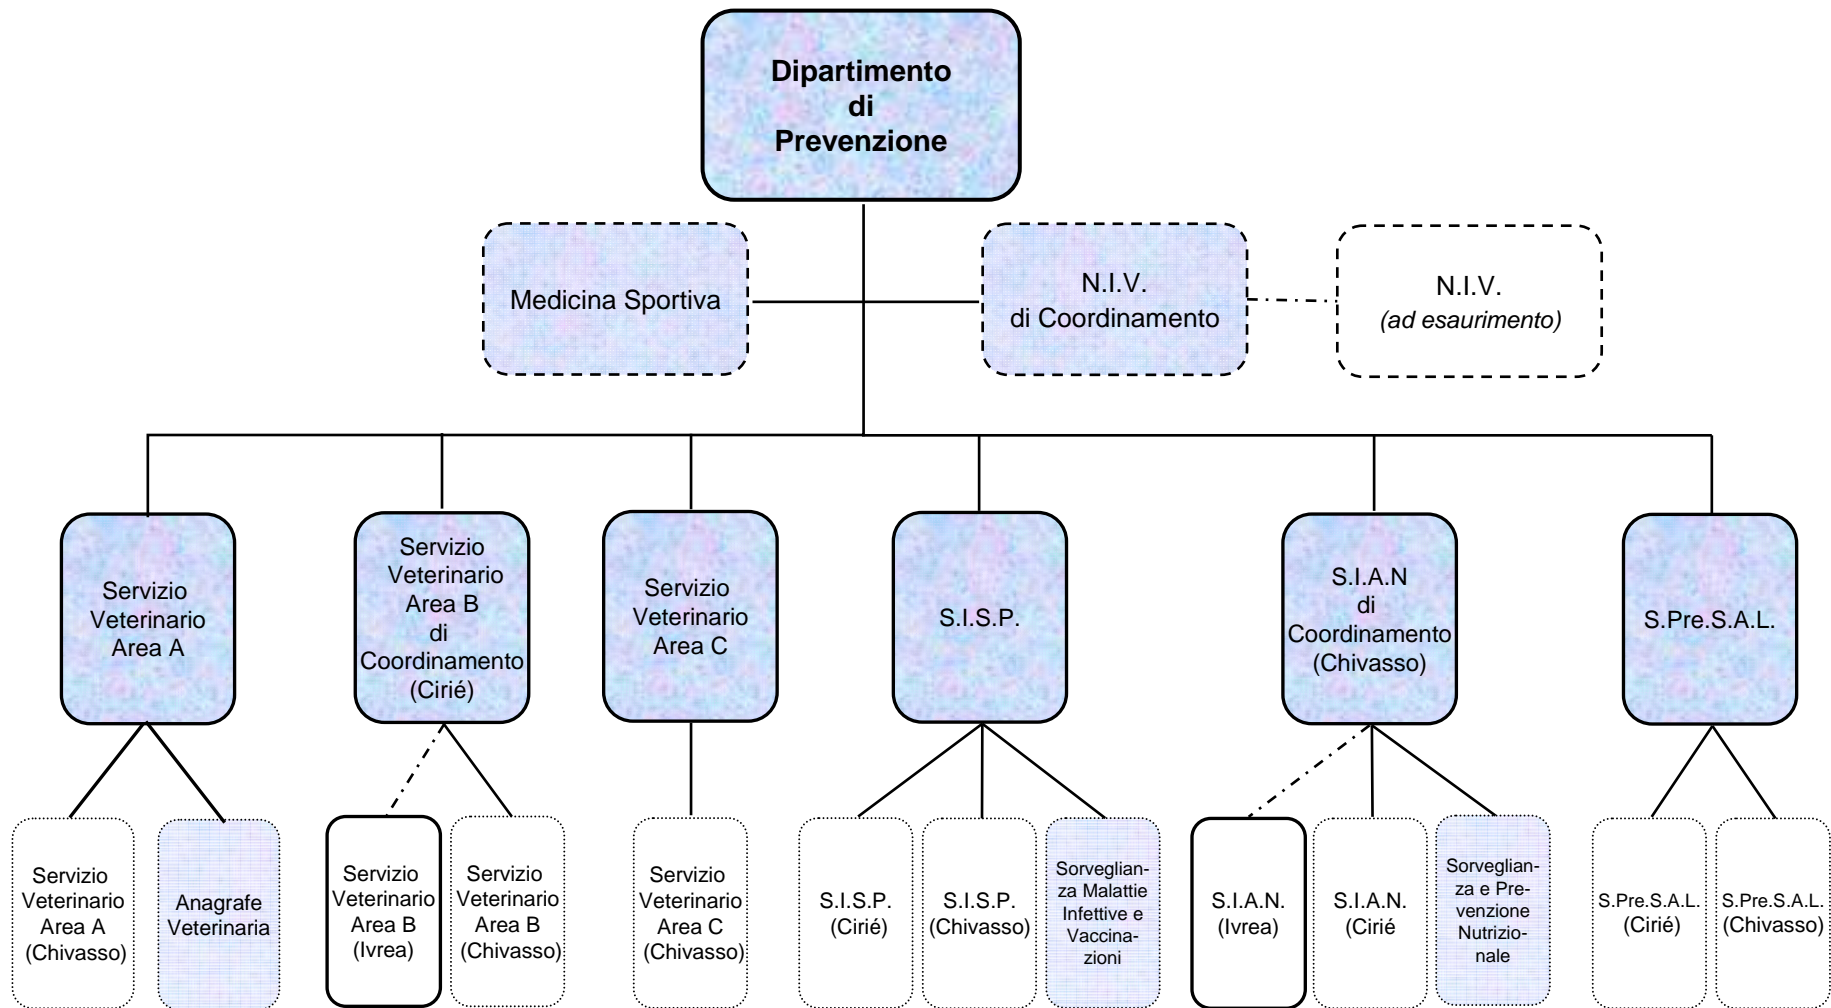 Dipartimento
di
Prevenzione
Medicina Sportiva
N.I.V.
di Coordinamento
N.I.V.
(ad esaurimento)
Servizio
Veterinario
Area A
Servizio
Veterinario
Area B
di
Coordinamento
(Cirié)
Servizio
Veterinario
Area C
S.I.S.P.
S.I.A.N
di
Coordinamento
(Chivasso)
S.Pre.S.A.L.
Servizio
Veterinario
Area A
(Chivasso)
Anagrafe
Veterinaria
Servizio
Veterinario
Area B
(Ivrea)
Servizio
Veterinario
Area B
(Chivasso)
Servizio
Veterinario
Area C
(Chivasso)
S.I.S.P.
(Cirié)
S.I.S.P.
(Chivasso)
Sorveglian-
za Malattie
Infettive e
Vaccina-
zioni
S.I.A.N.
(Ivrea)
S.I.A.N.
(Cirié
Sorveglian-
za e Pre-
venzione
Nutrizio-
nale
S.Pre.S.A.L.
(Cirié)
S.Pre.S.A.L.
(Chivasso)